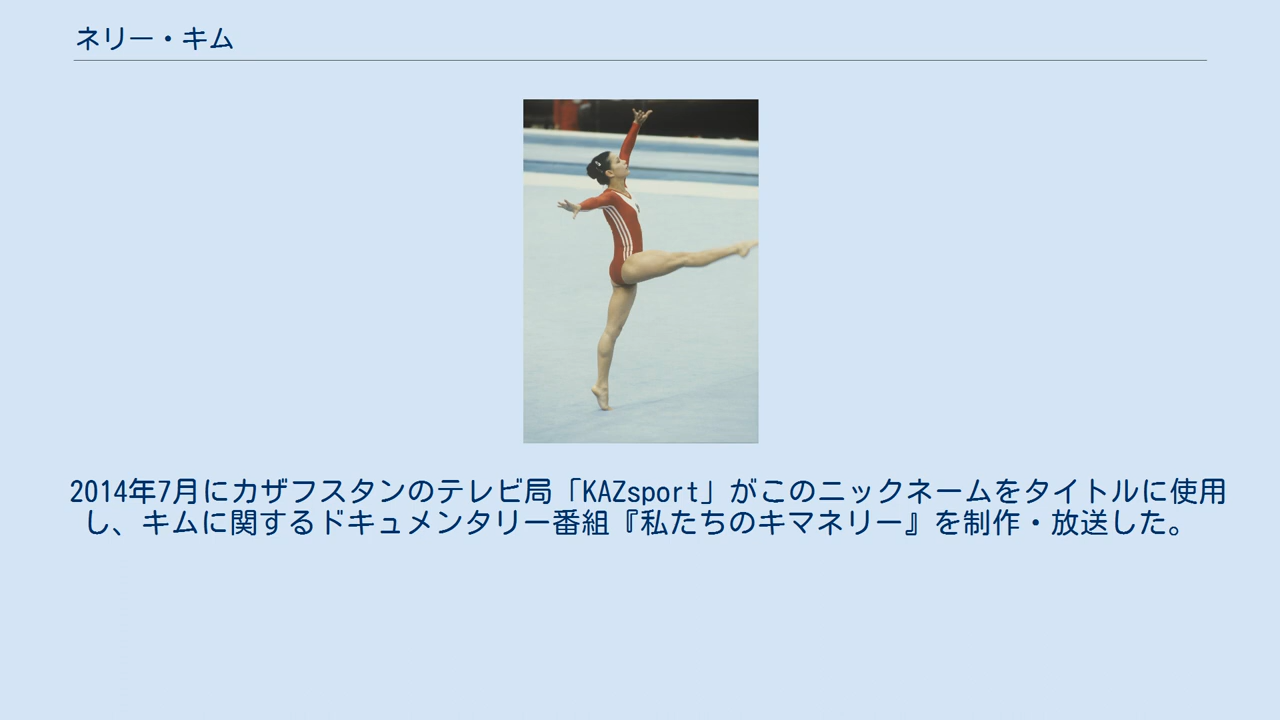 ネリー・キム
2014年7月にカザフスタンのテレビ局「KAZsport」がこのニックネームをタイトルに使用
し、キムに関するドキュメンタリー番組『私たちのキマネリー』を制作・放送した。